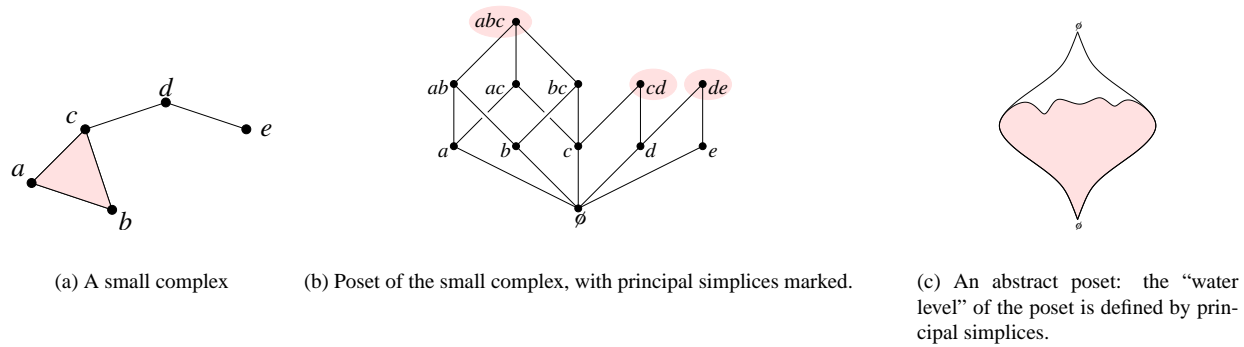 a
b
c
d
e
abc
ab ac bc cd de
a b c d e
ø
ø
ø
(a) A small complex
(b) Poset of the small complex, with principal simplices marked.
(c) An abstract poset: the “water
level” of the poset is defined by prin-
cipal simplices.